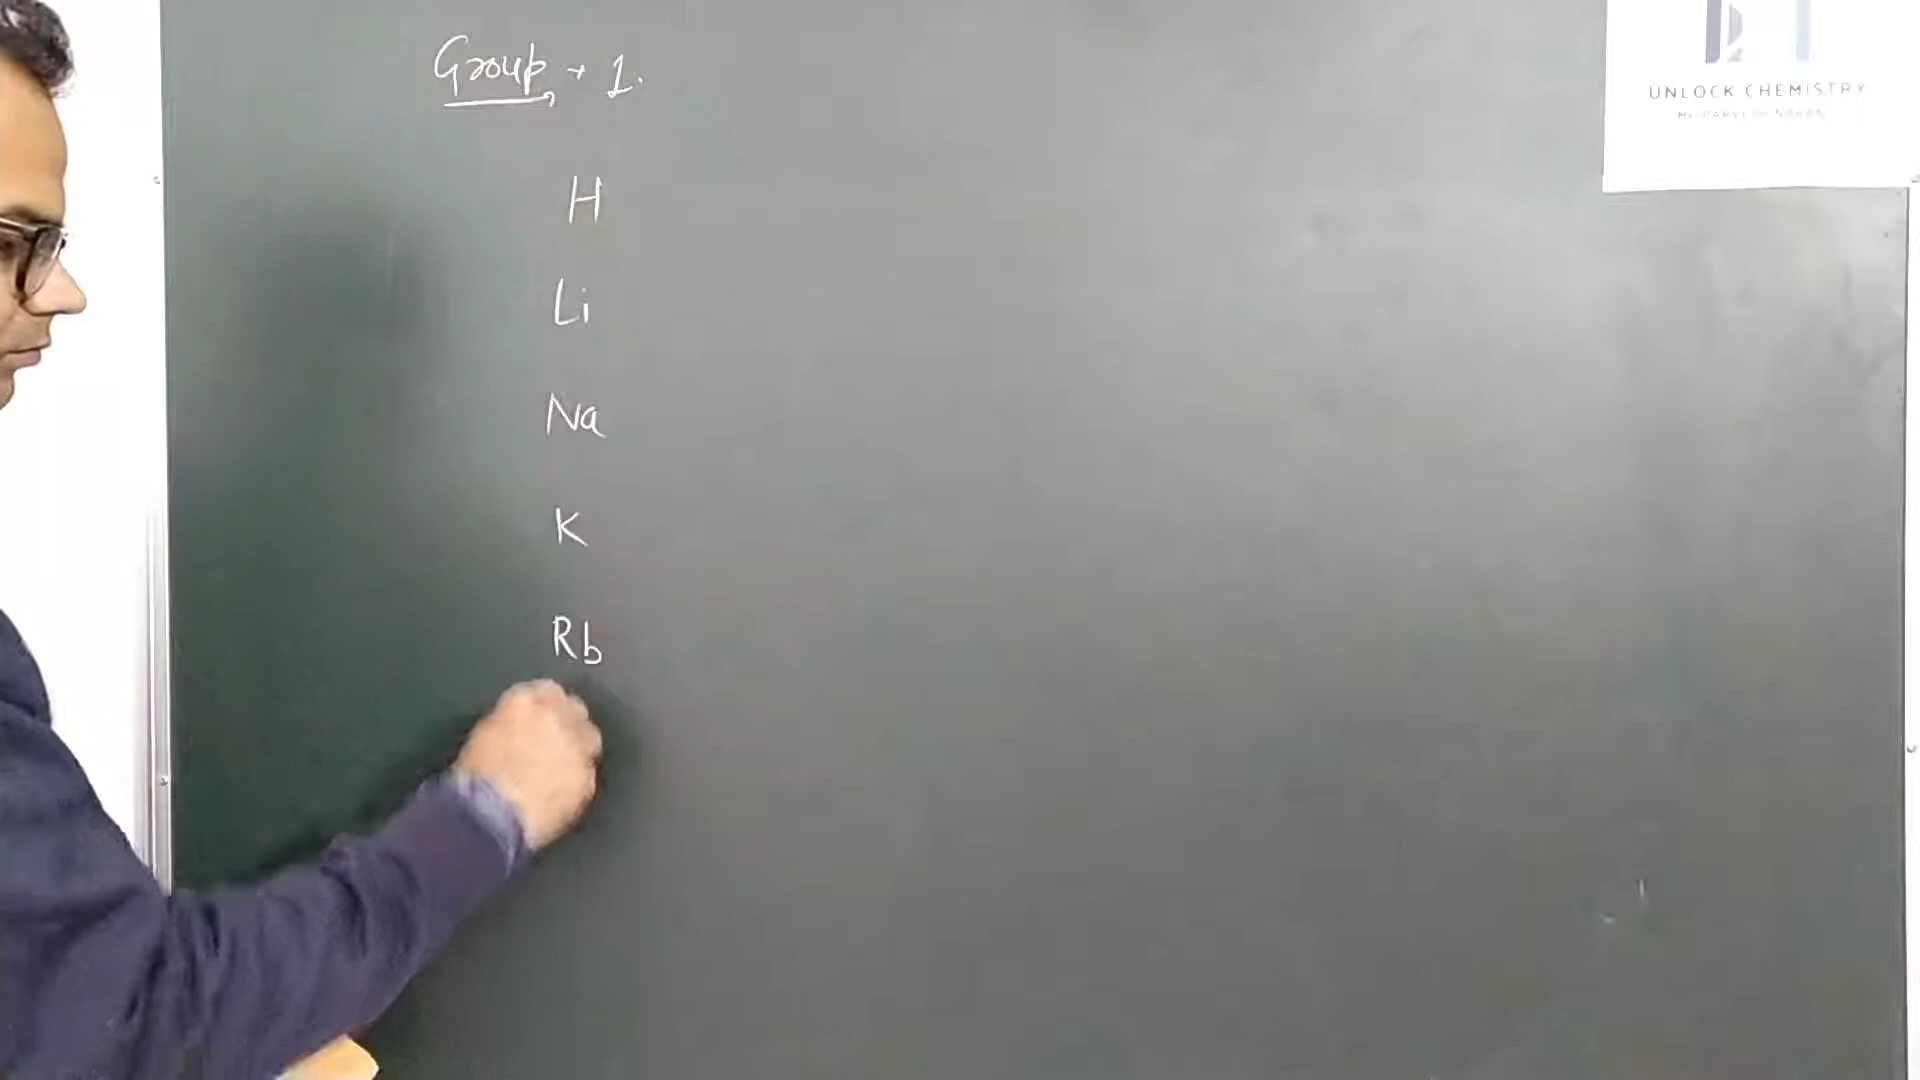 Group → 1.
H
Li
Na
K
Rb
UNLOCK CHEMISTRY